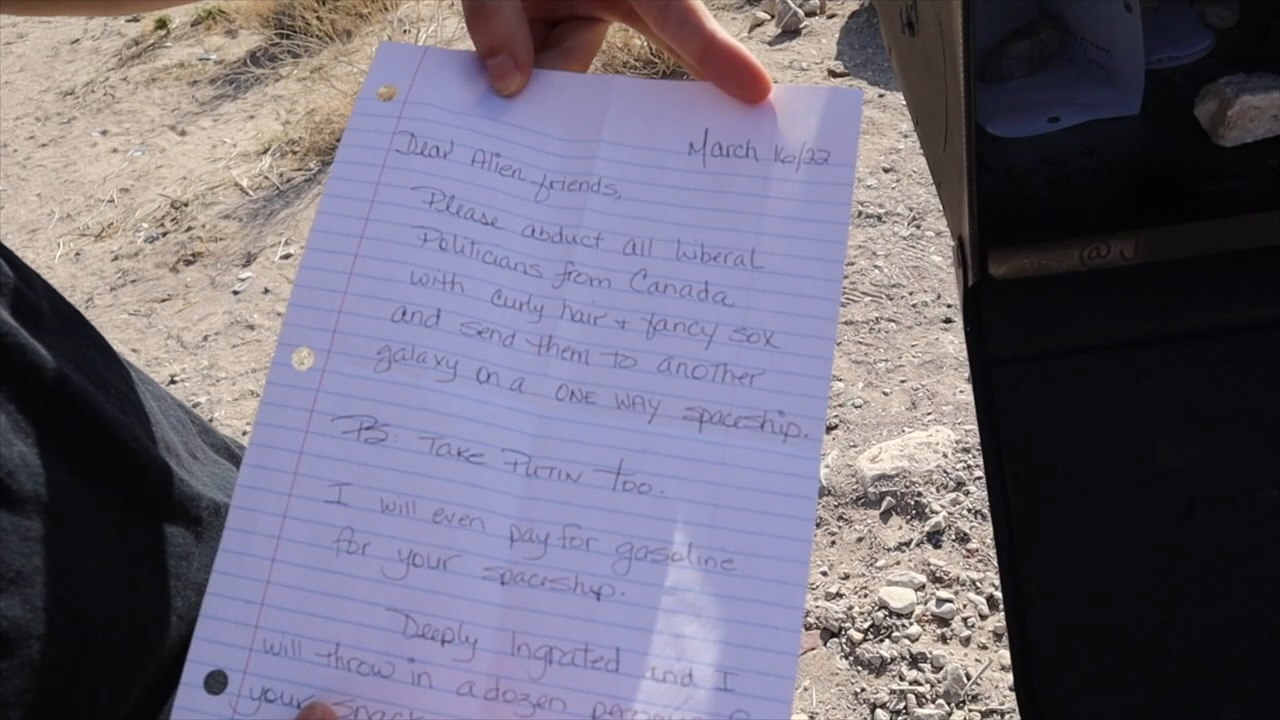 March 16/22
Dear Alien friends,
Please abduct all liberal
Politicians from Canada
with curly hair + fancy sox
and send them to another
galaxy on a ONE WAY spaceship.
PS: TAKE PUTIN TOO.
I will even pay for gasoline
for your spaceship.
Deeply Ingrated and I
will throw in a dozen
your snack
@J